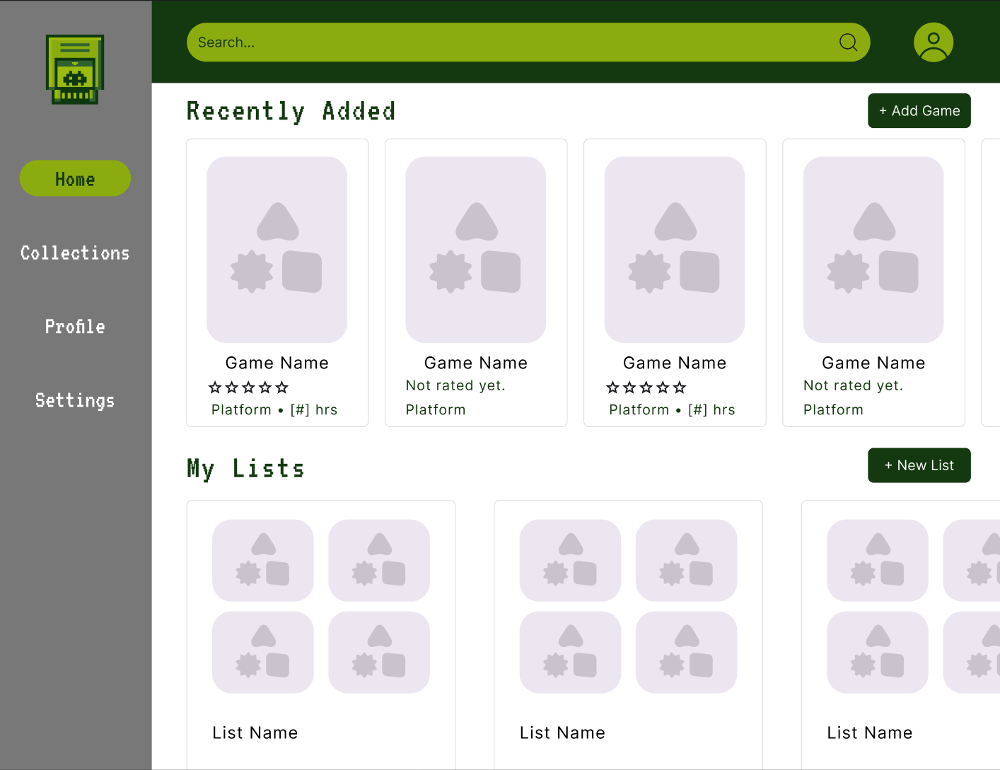 Search...
Home
Collections
Profile
Settings
Recently Added
+ Add Game
Game Name
Platform • [#] hrs
Game Name
Not rated yet.
Platform
Game Name
Platform • [#] hrs
Game Name
Not rated yet.
Platform
My Lists
+ New List
List Name
List Name
List Name